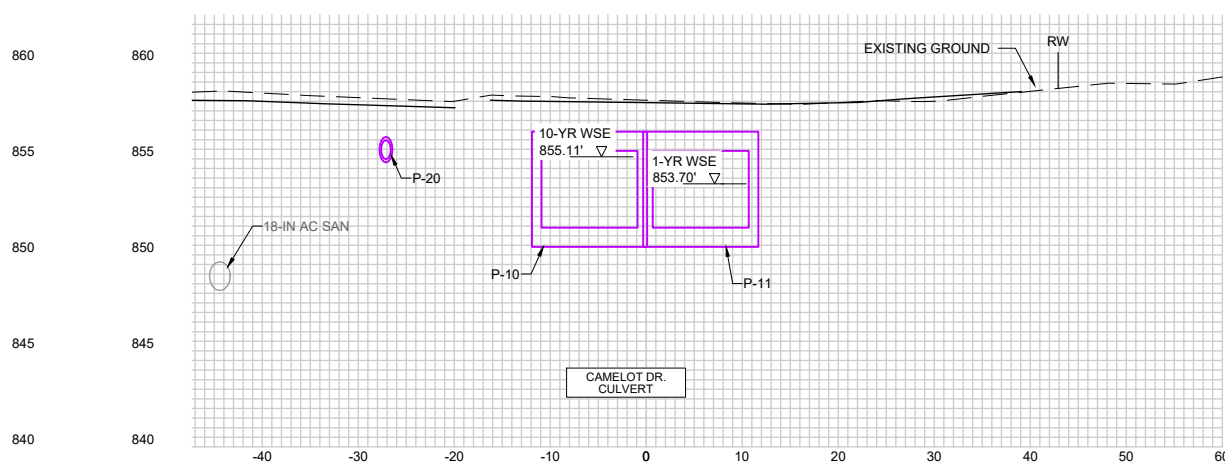 860
860
EXISTING GROUND
RW
10-YR WSE
855.11'
855
855
1-YR WSE
853.70'
P-20
18-IN AC SAN
850
850
P-10
P-11
845
845
CAMELOT DR.
CULVERT
840
840
-40
-30
-20
-10
0
10
20
30
40
50
60